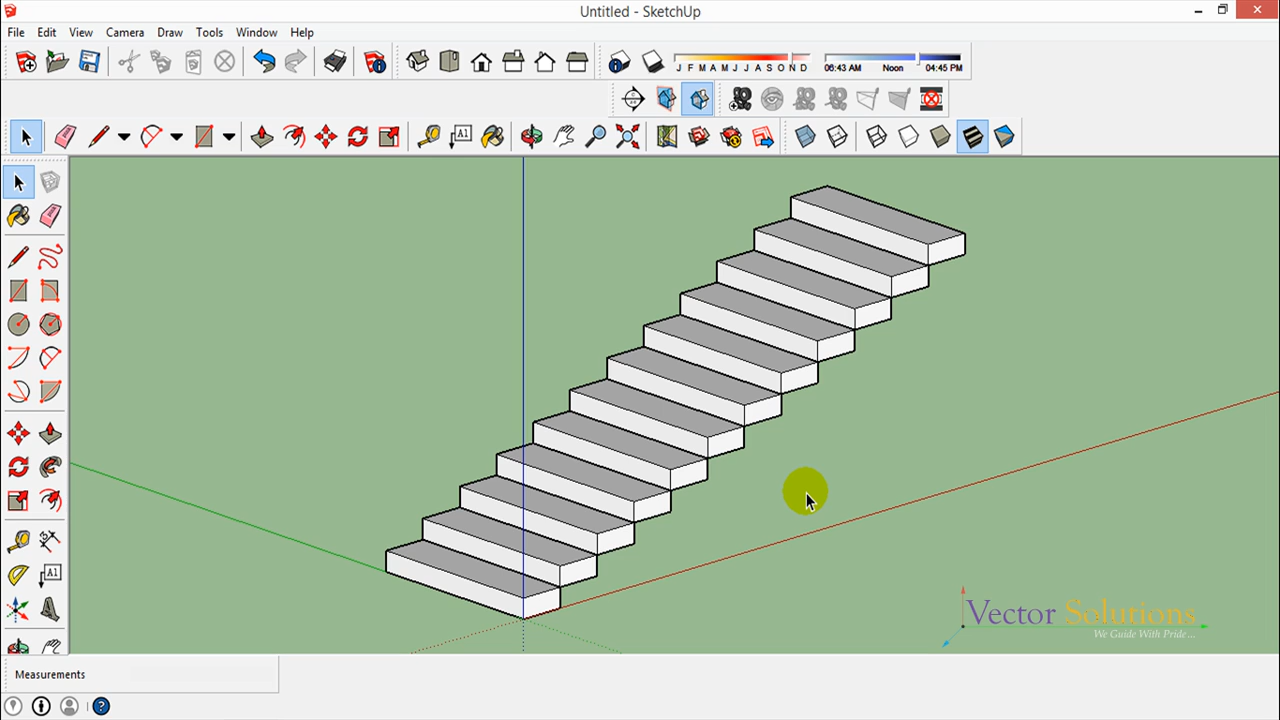 Untitled - SketchUp
File Edit View Camera Draw Tools Window Help
J F M A M J J A S O N D 06:43 AM Noon 04:45 PM
A1
A1
Vector Solutions
We Guide With Pride...
Measurements